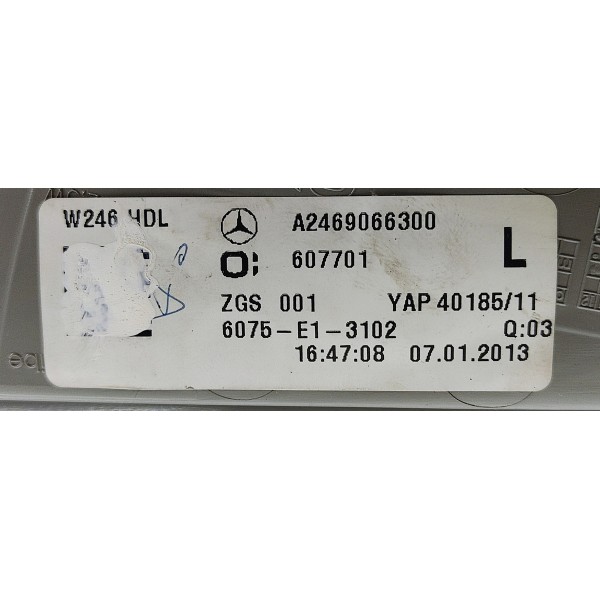 W246 HDL A2469066300
607701 L
ZGS 001 YAP 40185/11
6075-E1-3102 Q:03
16:47:08 07.01.2013